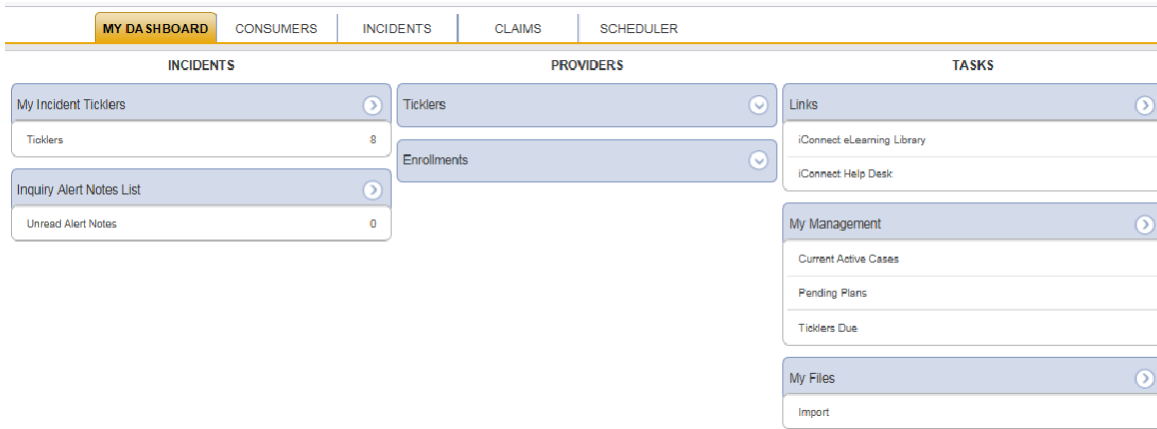 MY DASHBOARD CONSUMERS INCIDENTS CLAIMS SCHEDULER
INCIDENTS
My Incident Ticklers
Ticklers 8
Inquiry Alert Notes List
Unread Alert Notes 0
PROVIDERS
Ticklers
Enrollments
TASKS
Links
iConnect eLearning Library
iConnect Help Desk
My Management
Current Active Cases
Pending Plans
Ticklers Due
My Files
Import